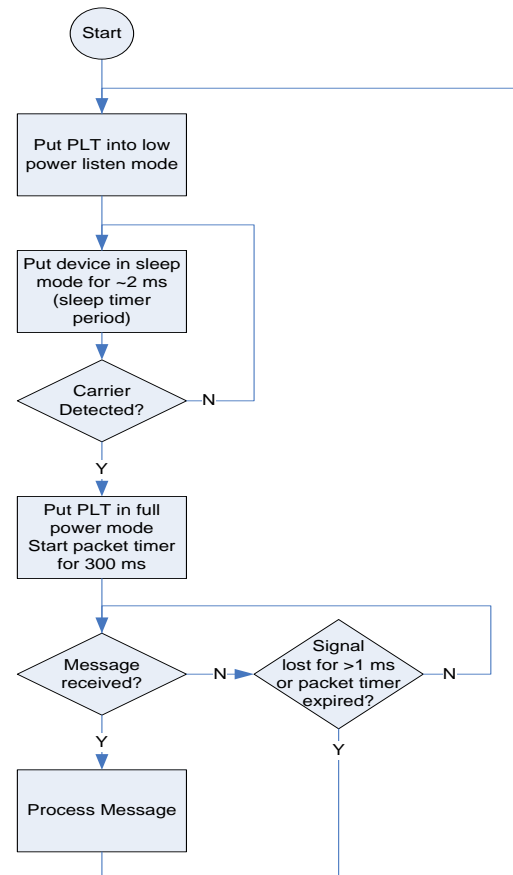 Start
Put PLT into low
power listen mode
Put device in sleep
mode for ~2 ms
(sleep timer
period)
Carrier
Detected?
N
Y
Put PLT in full
power mode
Start packet timer
for 300 ms
Message
received?
N
Signal
lost for >1 ms
or packet timer
expired?
N
Y
Y
Process Message